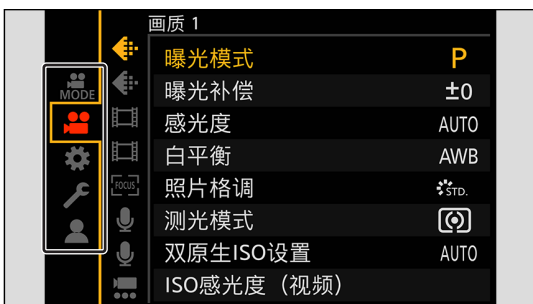 画质 1
曝光模式 P
MODE
曝光补偿 ±0
感光度 AUTO
白平衡 AWB
FOCUS
照片格调 STD.
测光模式
双原生ISO设置 AUTO
ISO感光度（视频）